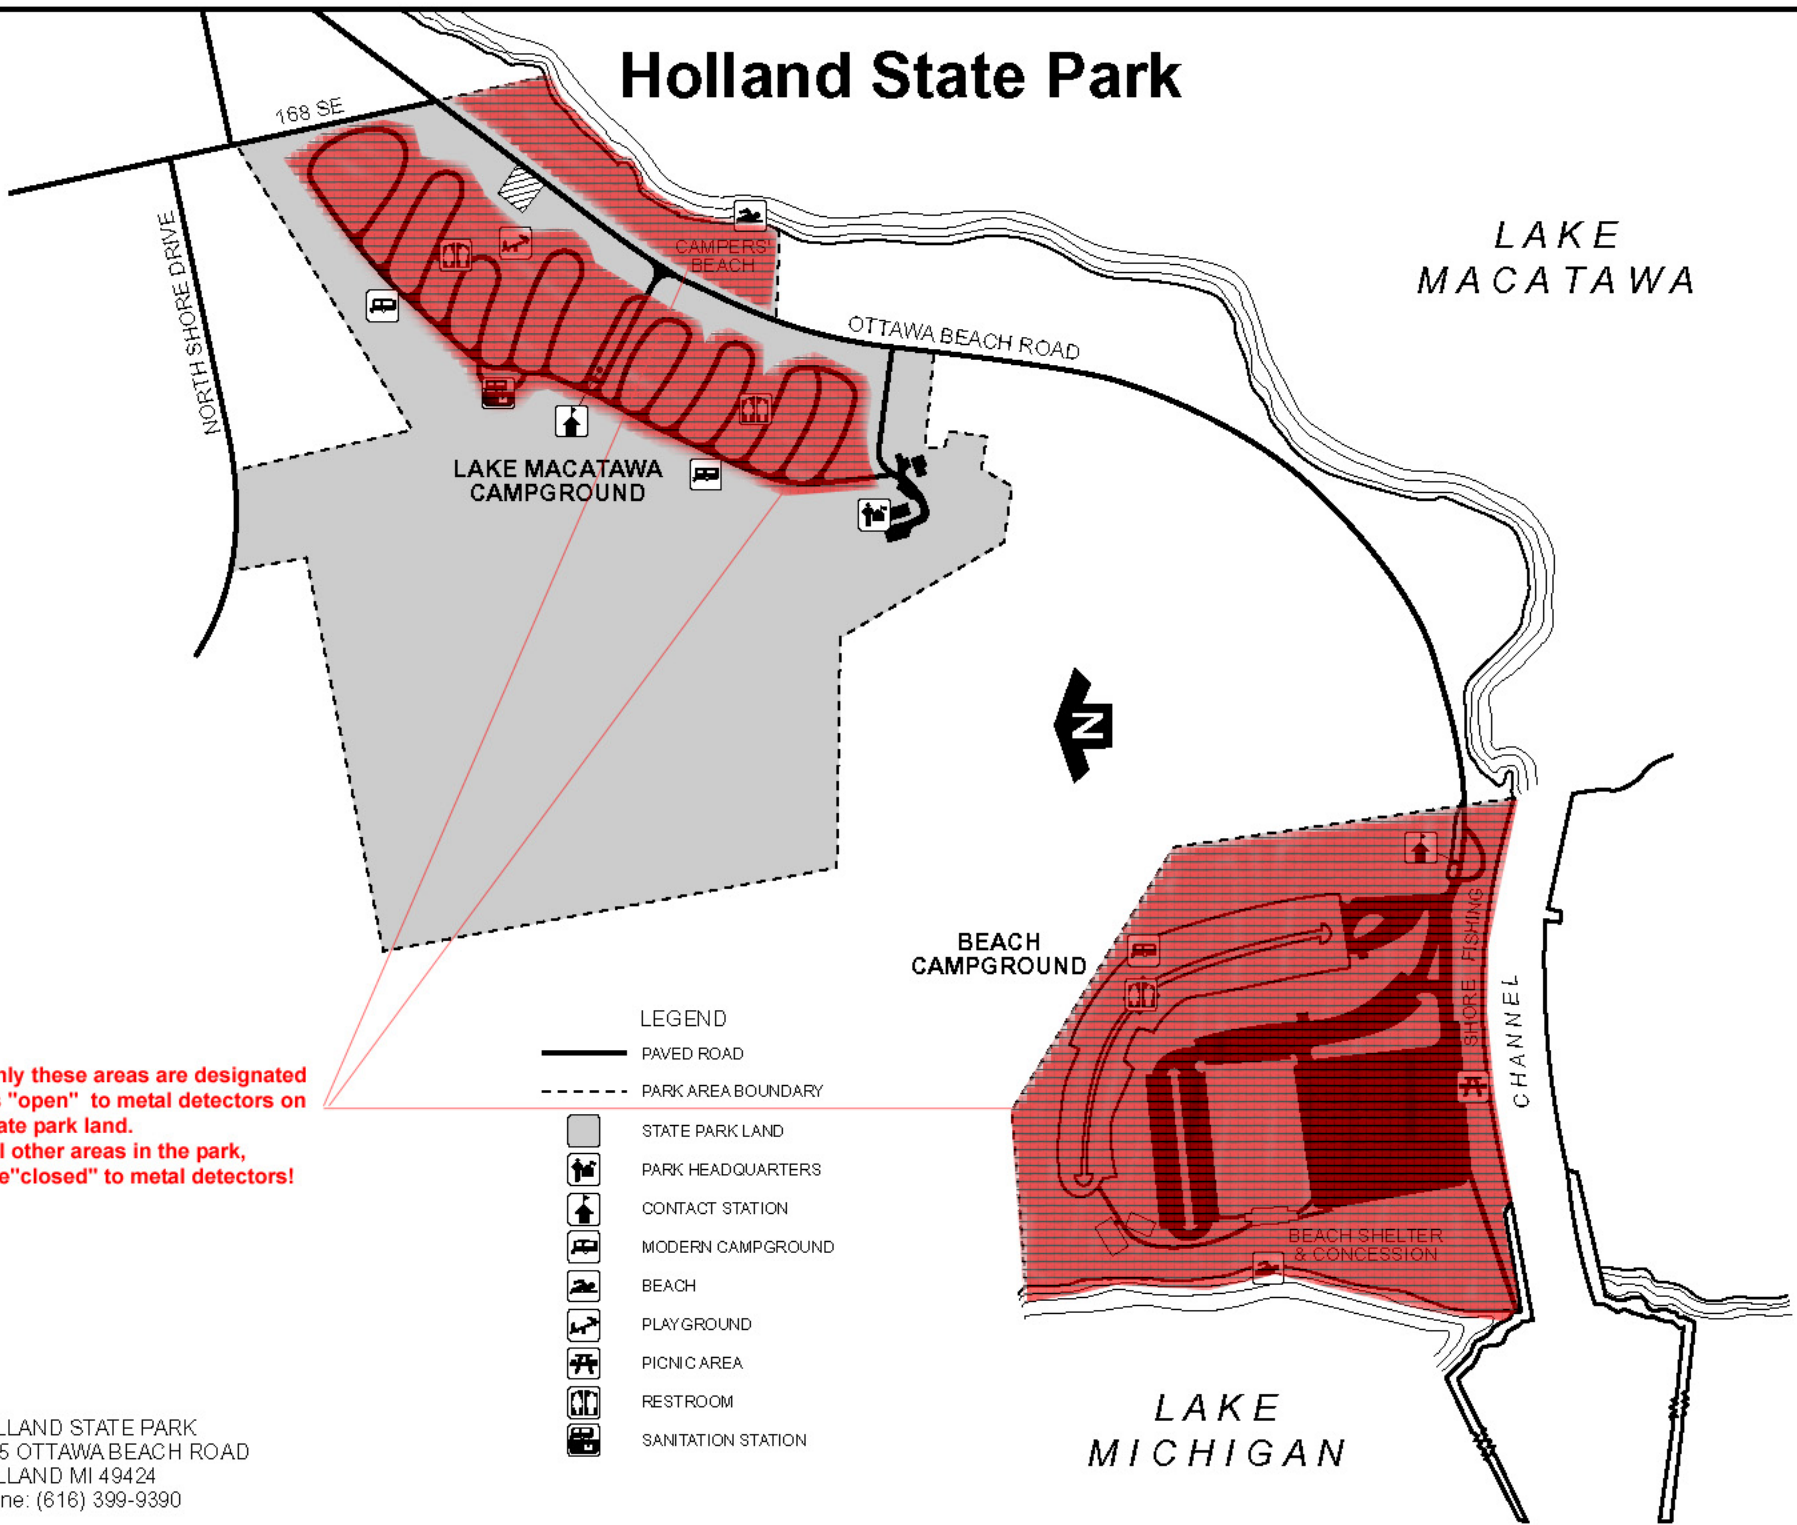 Holland State Park
168 SE
NORTH SHORE DRIVE
CAMPERS'
BEACH
LAKE
MACATAWA
OTTAWA BEACH ROAD
LAKE MACATAWA
CAMPGROUND
N
BEACH
CAMPGROUND
SHORE FISHING
CHANNEL
LEGEND
PAVED ROAD
PARK AREA BOUNDARY
STATE PARK LAND
PARK HEADQUARTERS
CONTACT STATION
MODERN CAMPGROUND
BEACH
PLAYGROUND
PICNIC AREA
RESTROOM
SANITATION STATION
nly these areas are designated
s "open" to metal detectors on
ate park land.
l other areas in the park,
e"closed" to metal detectors!
BEACH SHELTER
& CONCESSION
LAKE
MICHIGAN
LLAND STATE PARK
5 OTTAWA BEACH ROAD
LLAND MI 49424
ne: (616) 399-9390